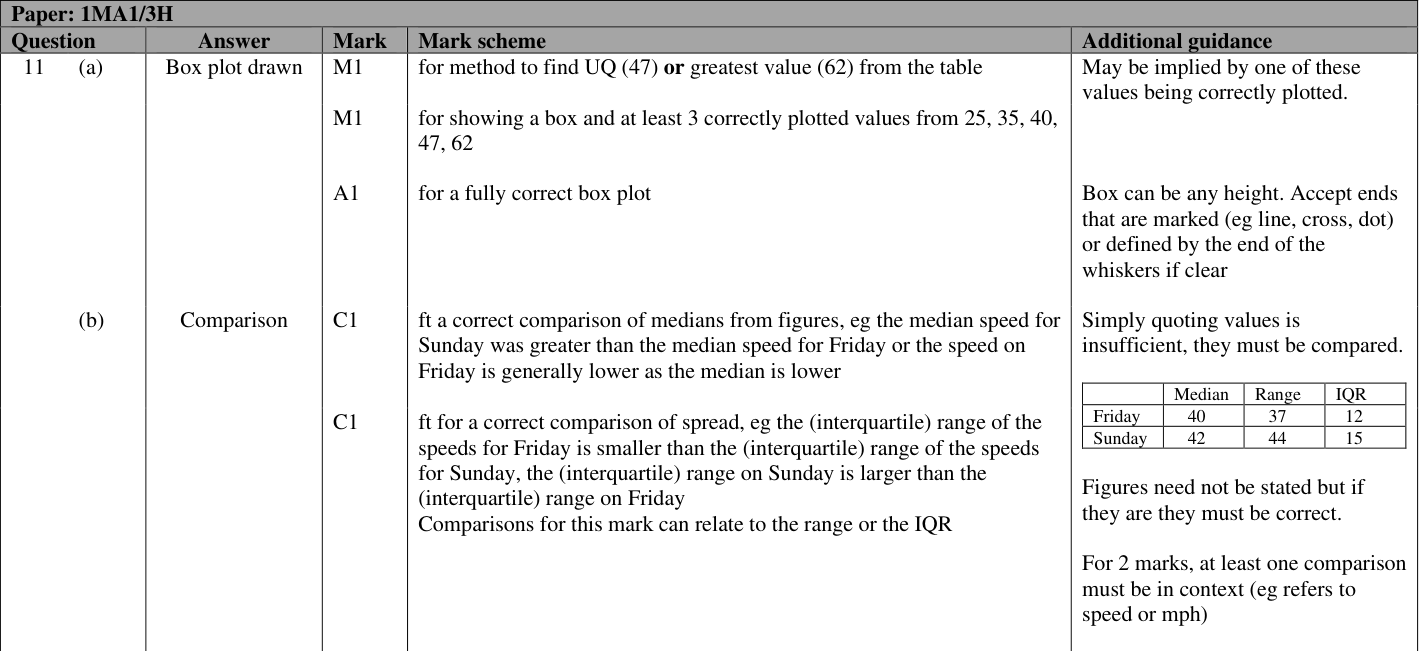 Paper: 1MA1/3H
Question Answer Mark Mark scheme Additional guidance
11 (a) Box plot drawn M1 for method to find UQ (47) or greatest value (62) from the table May be implied by one of these
values being correctly plotted.
M1 for showing a box and at least 3 correctly plotted values from 25, 35, 40,
47, 62
A1 for a fully correct box plot Box can be any height. Accept ends
that are marked (eg line, cross, dot)
or defined by the end of the
whiskers if clear
(b) Comparison C1 ft a correct comparison of medians from figures, eg the median speed for Simply quoting values is
Sunday was greater than the median speed for Friday or the speed on insufficient, they must be compared.
Friday is generally lower as the median is lower
Median Range IQR
C1 ft for a correct comparison of spread, eg the (interquartile) range of the Friday 40 37 12
speeds for Friday is smaller than the (interquartile) range of the speeds Sunday 42 44 15
for Sunday, the (interquartile) range on Sunday is larger than the
(interquartile) range on Friday Figures need not be stated but if
Comparisons for this mark can relate to the range or the IQR they are they must be correct.
For 2 marks, at least one comparison
must be in context (eg refers to
speed or mph)